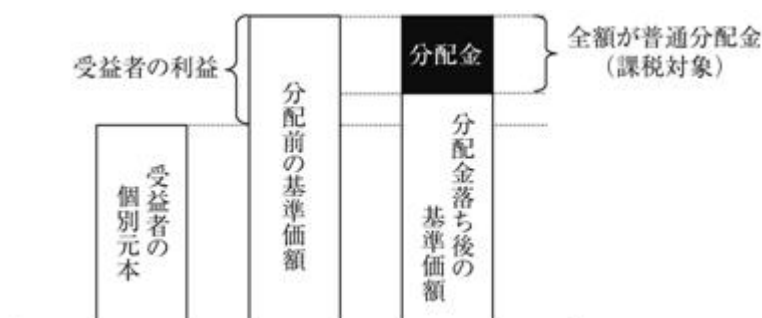 受益者の利益
受益者の
個別元本
分配前の基準価額
分配金
分配金落ち後の
基準価額
全額が普通分配金
（課税対象）